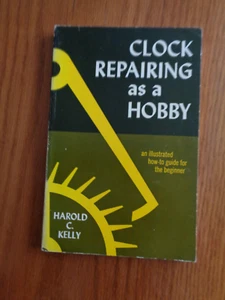 CLOCK
REPAIRING
as a
HOBBY
an illustrated
how-to guide for
the beginner
HAROLD
C.
KELLY